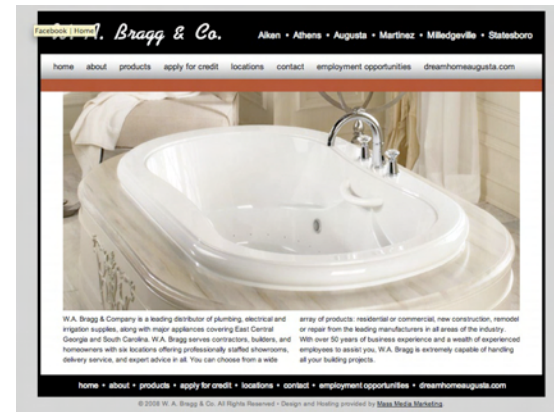 Facebook | Home
W. A. Bragg & Co.
Aiken • Athens • Augusta • Martinez • Milledgeville • Statesboro
home about products apply for credit locations contact employment opportunities dreamhomeaugusta.com
W.A. Bragg & Company is a leading distributor of plumbing, electrical and
irrigation supplies, along with major appliances covering East Central
Georgia and South Carolina. W.A. Bragg serves contractors, builders, and
homeowners with six locations offering professionally staffed showrooms,
delivery service, and expert advice in all. You can choose from a wide
array of products: residential or commercial, new construction, remodel
or repair from the leading manufacturers in all areas of the industry.
With over 50 years of business experience and a wealth of experienced
employees to assist you, W.A. Bragg is extremely capable of handling
all your building projects.
home • about • products • apply for credit • locations • contact • employment opportunities • dreamhomeaugusta.com
© 2008 W. A. Bragg & Co. All Rights Reserved • Design and Hosting provided by Mass Media Marketing.